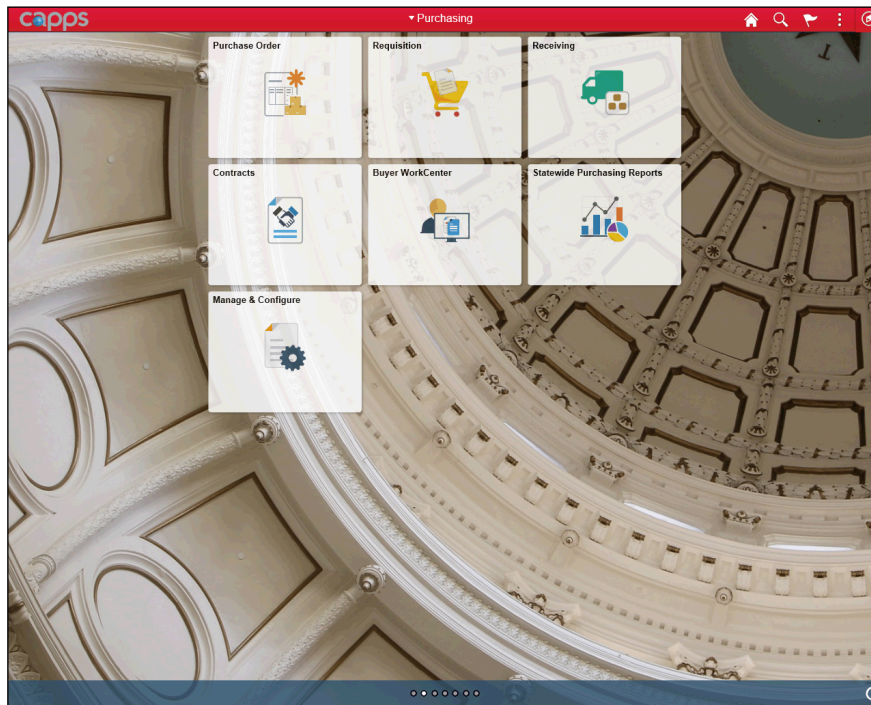 capps
Purchasing
Purchase Order
Requisition
Receiving
Contracts
Buyer WorkCenter
Statewide Purchasing Reports
Manage & Configure